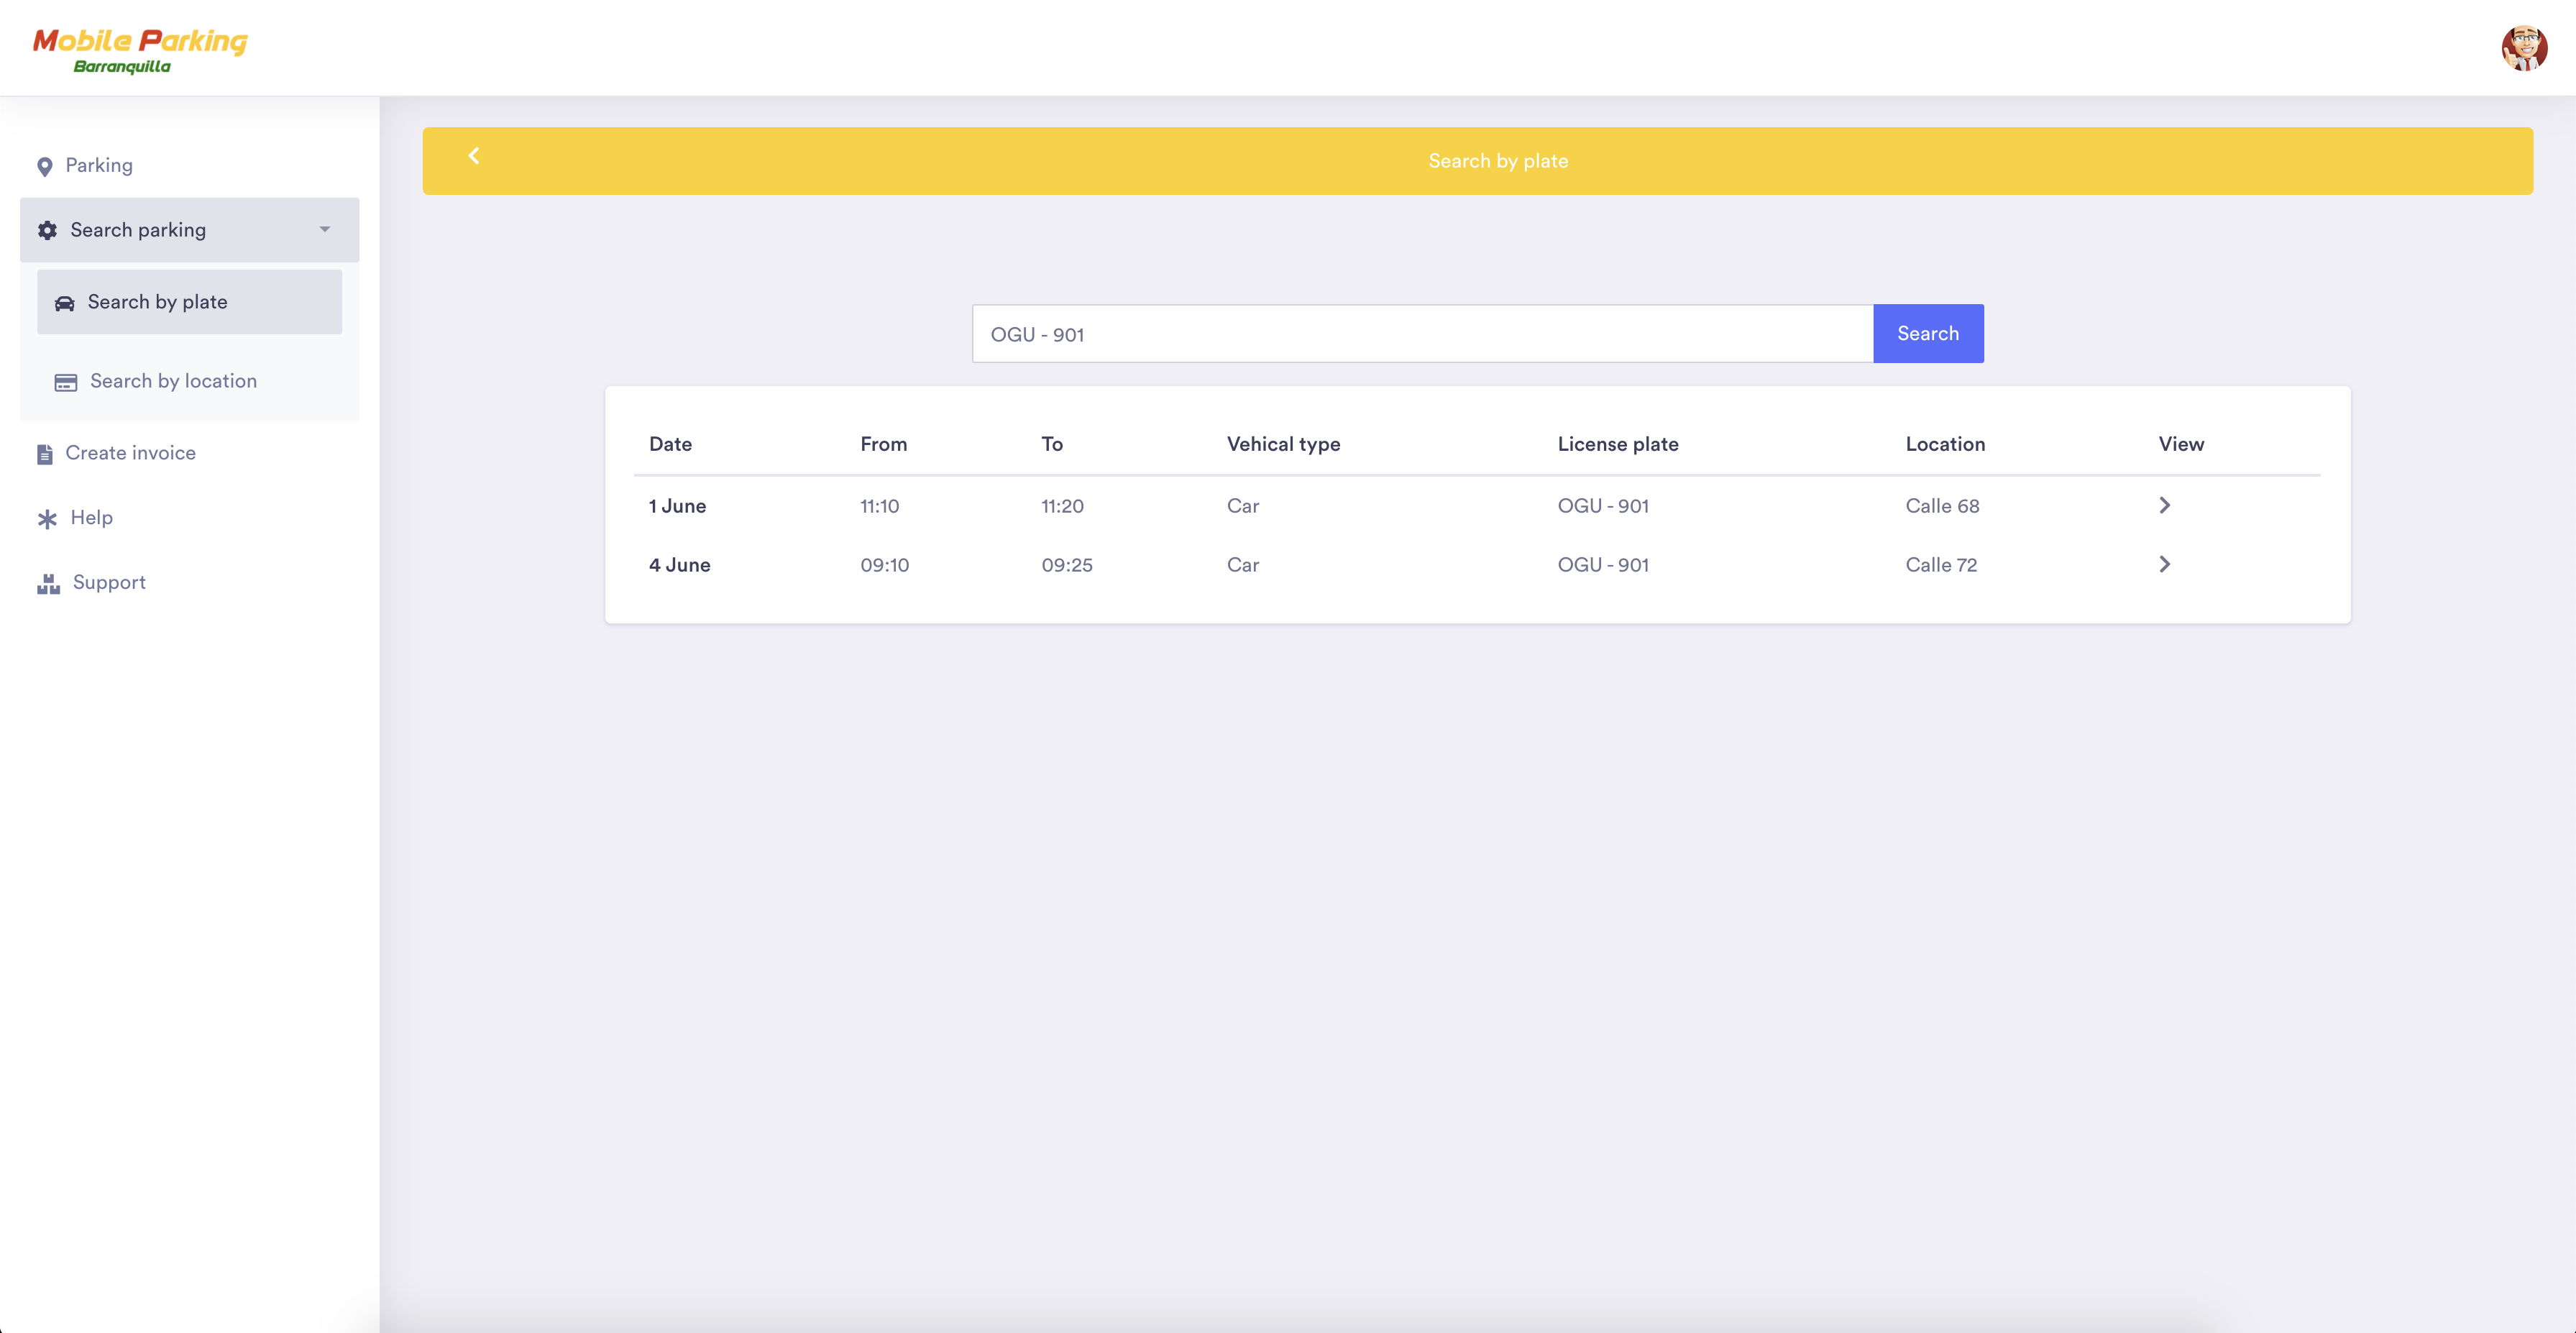 Mobile Parking
Barranquilla
Parking
Search parking
Search by plate
Search by location
Create invoice
Help
Support
Search by plate
OGU - 901
Search
Date From To Vehical type License plate Location View
1 June 11:10 11:20 Car OGU - 901 Calle 68
4 June 09:10 09:25 Car OGU - 901 Calle 72